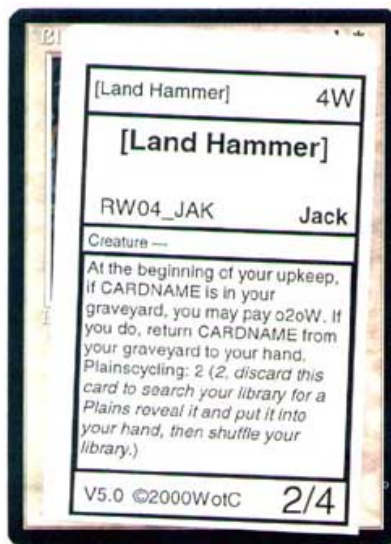 [Land Hammer] 4W
[Land Hammer]
RW04_JAK Jack
Creature —
At the beginning of your upkeep,
if CARDNAME is in your
graveyard, you may pay o2oW. If
you do, return CARDNAME from
your graveyard to your hand.
Plainscycling: 2 (2, discard this
card to search your library for a
Plains reveal it and put it into
your hand, then shuffle your
library.)
V5.0 ©2000WotC 2/4